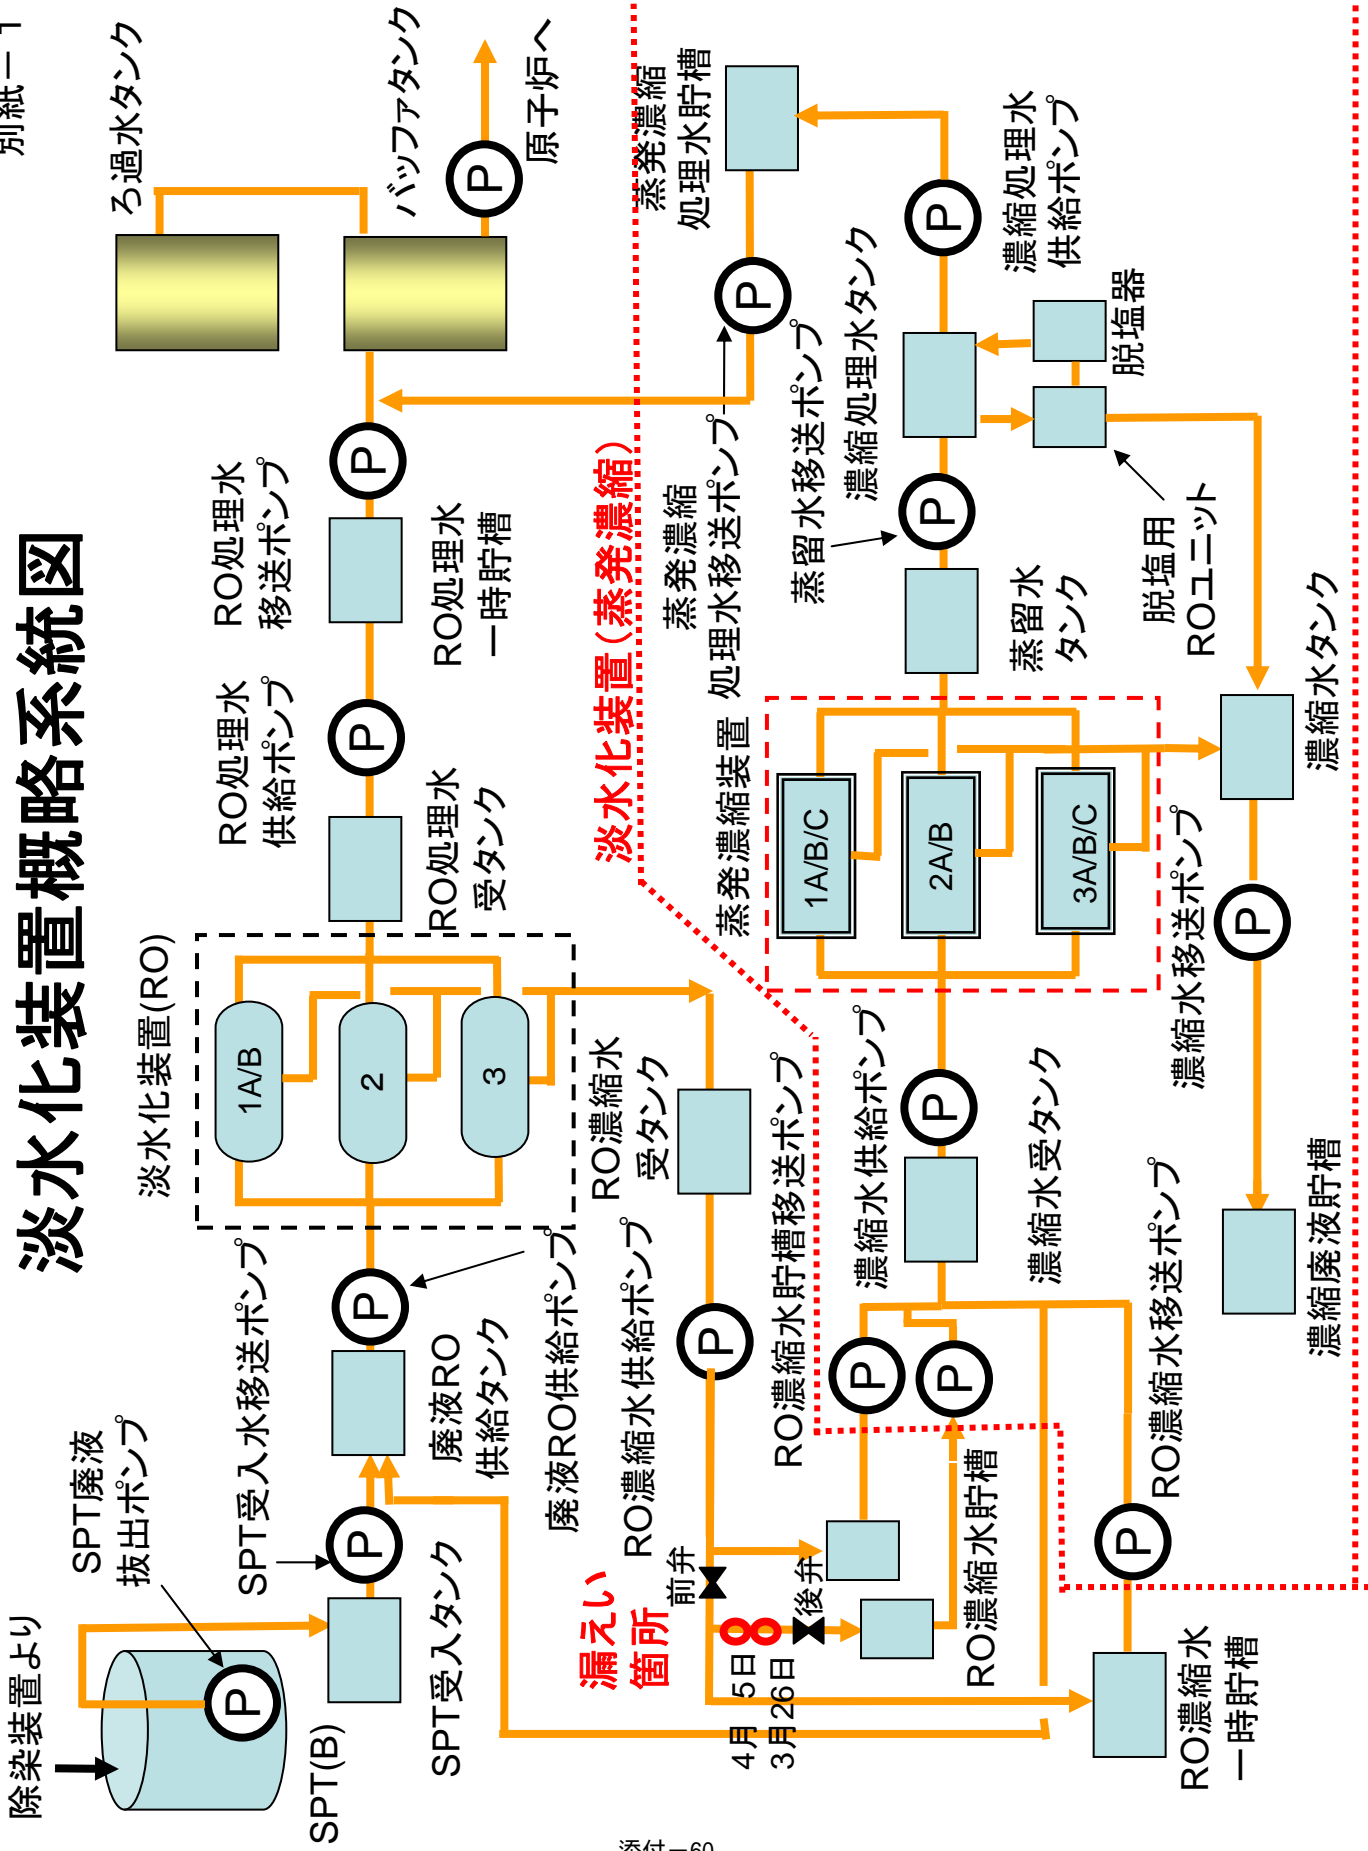 別紙－1
淡水化装置概略系統図
除染装置より
SPT廃液
抜出ポンプ
P
SPT(B)
SPT受入水移送ポンプ
P
SPT受入タンク
廃液RO
供給タンク
P
廃液RO供給ポンプ
淡水化装置(RO)
1A/B
2
3
RO処理水
受タンク
RO処理水
供給ポンプ
P
RO処理水
一時貯槽
RO処理水
移送ポンプ
P
ろ過水タンク
バッファタンク
P
原子炉へ
RO濃縮水
受タンク
RO濃縮水供給ポンプ
P
漏えい
箇所
前弁
後弁
4月 5日
3月26日
RO濃縮水貯槽
RO濃縮水貯槽移送ポンプ
P
P
RO濃縮水
一時貯槽
RO濃縮水移送ポンプ
P
淡水化装置（蒸発濃縮）
濃縮水受タンク
濃縮水供給ポンプ
P
蒸発濃縮装置
1A/B/C
2A/B
3A/B/C
蒸留水
タンク
蒸留水移送ポンプ
P
濃縮処理水タンク
脱塩用
ROユニット
脱塩器
濃縮処理水
供給ポンプ
P
蒸発濃縮
処理水貯槽
蒸発濃縮
処理水移送ポンプ
P
濃縮水タンク
濃縮水移送ポンプ
P
濃縮廃液貯槽
添付－60